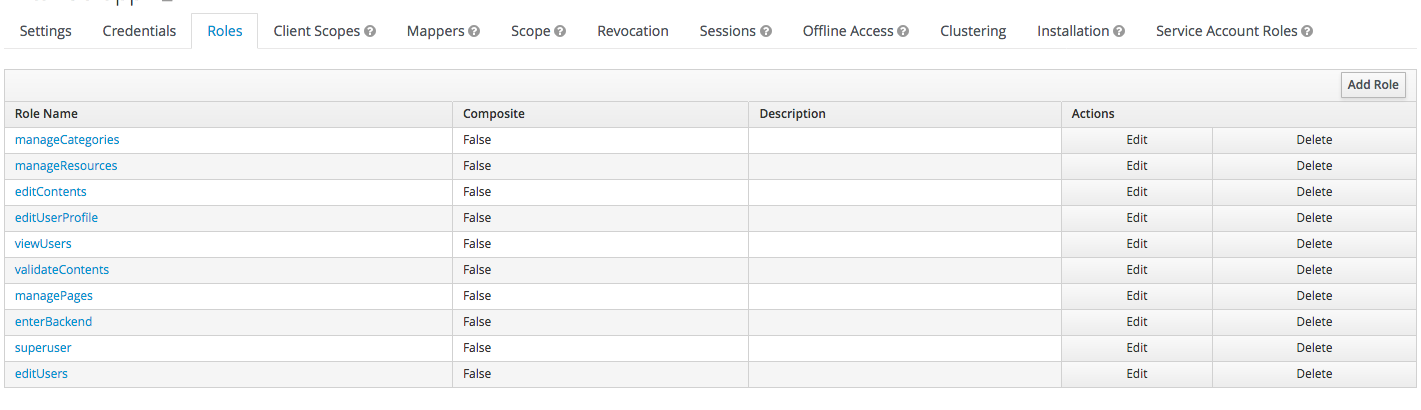 Settings Credentials Roles Client Scopes Mappers Scope Revocation Sessions Offline Access Clustering Installation Service Account Roles
Add Role
Role Name Composite Description Actions
manageCategories False Edit Delete
manageResources False Edit Delete
editContents False Edit Delete
editUserProfile False Edit Delete
viewUsers False Edit Delete
validateContents False Edit Delete
managePages False Edit Delete
enterBackend False Edit Delete
superuser False Edit Delete
editUsers False Edit Delete